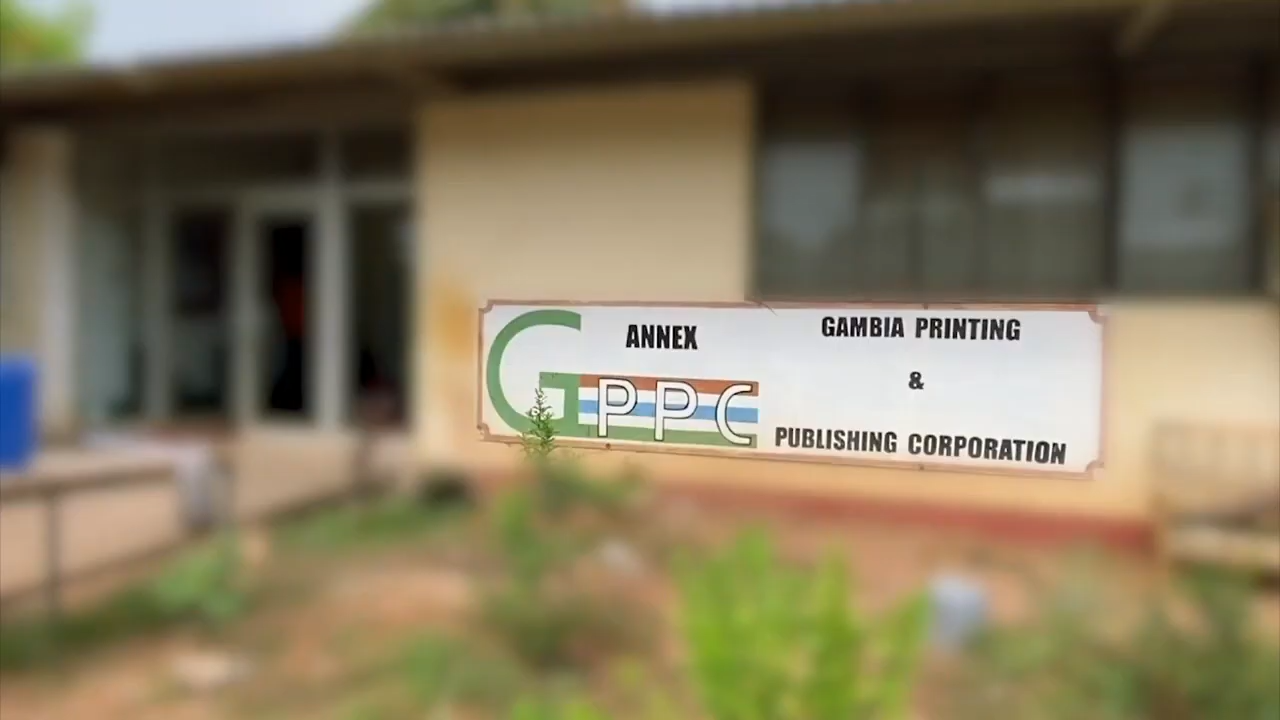 ANNEX
GPPC
GAMBIA PRINTING
&
PUBLISHING CORPORATION